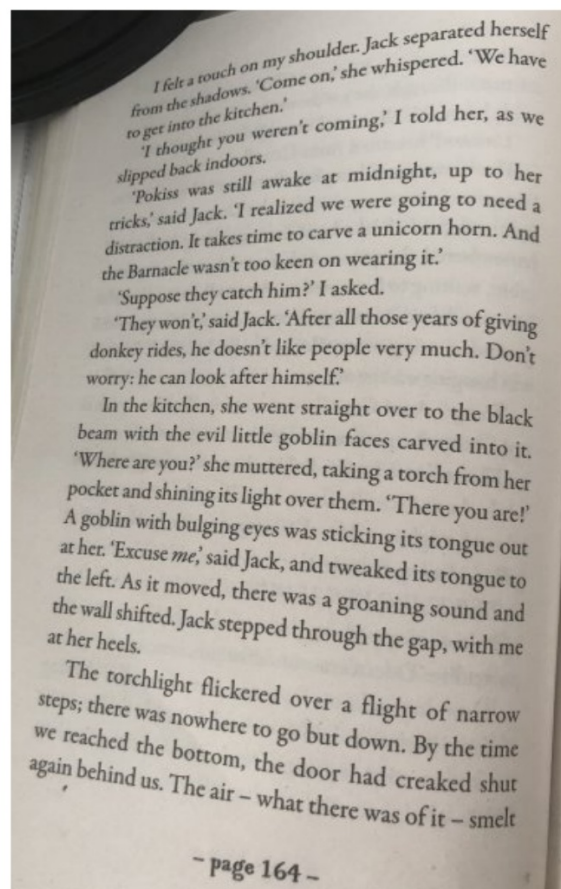 I felt a touch on my shoulder. Jack separated herself
from the shadows. ‘Come on,’ she whispered. ‘We have
to get into the kitchen.’
‘I thought you weren’t coming,’ I told her, as we
slipped back indoors.
‘Pokiss was still awake at midnight, up to her
tricks,’ said Jack. ‘I realized we were going to need a
distraction. It takes time to carve a unicorn horn. And
the Barnacle wasn’t too keen on wearing it.’
‘Suppose they catch him?’ I asked.
‘They won’t,’ said Jack. ‘After all those years of giving
donkey rides, he doesn’t like people very much. Don’t
worry: he can look after himself.’
In the kitchen, she went straight over to the black
beam with the evil little goblin faces carved into it.
‘Where are you?’ she muttered, taking a torch from her
pocket and shining its light over them. ‘There you are!’
A goblin with bulging eyes was sticking its tongue out
at her. ‘Excuse me,’ said Jack, and tweaked its tongue to
the left. As it moved, there was a groaning sound and
the wall shifted. Jack stepped through the gap, with me
at her heels.
The torchlight flickered over a flight of narrow
steps; there was nowhere to go but down. By the time
we reached the bottom, the door had creaked shut
again behind us. The air – what there was of it – smelt
– page 164 –